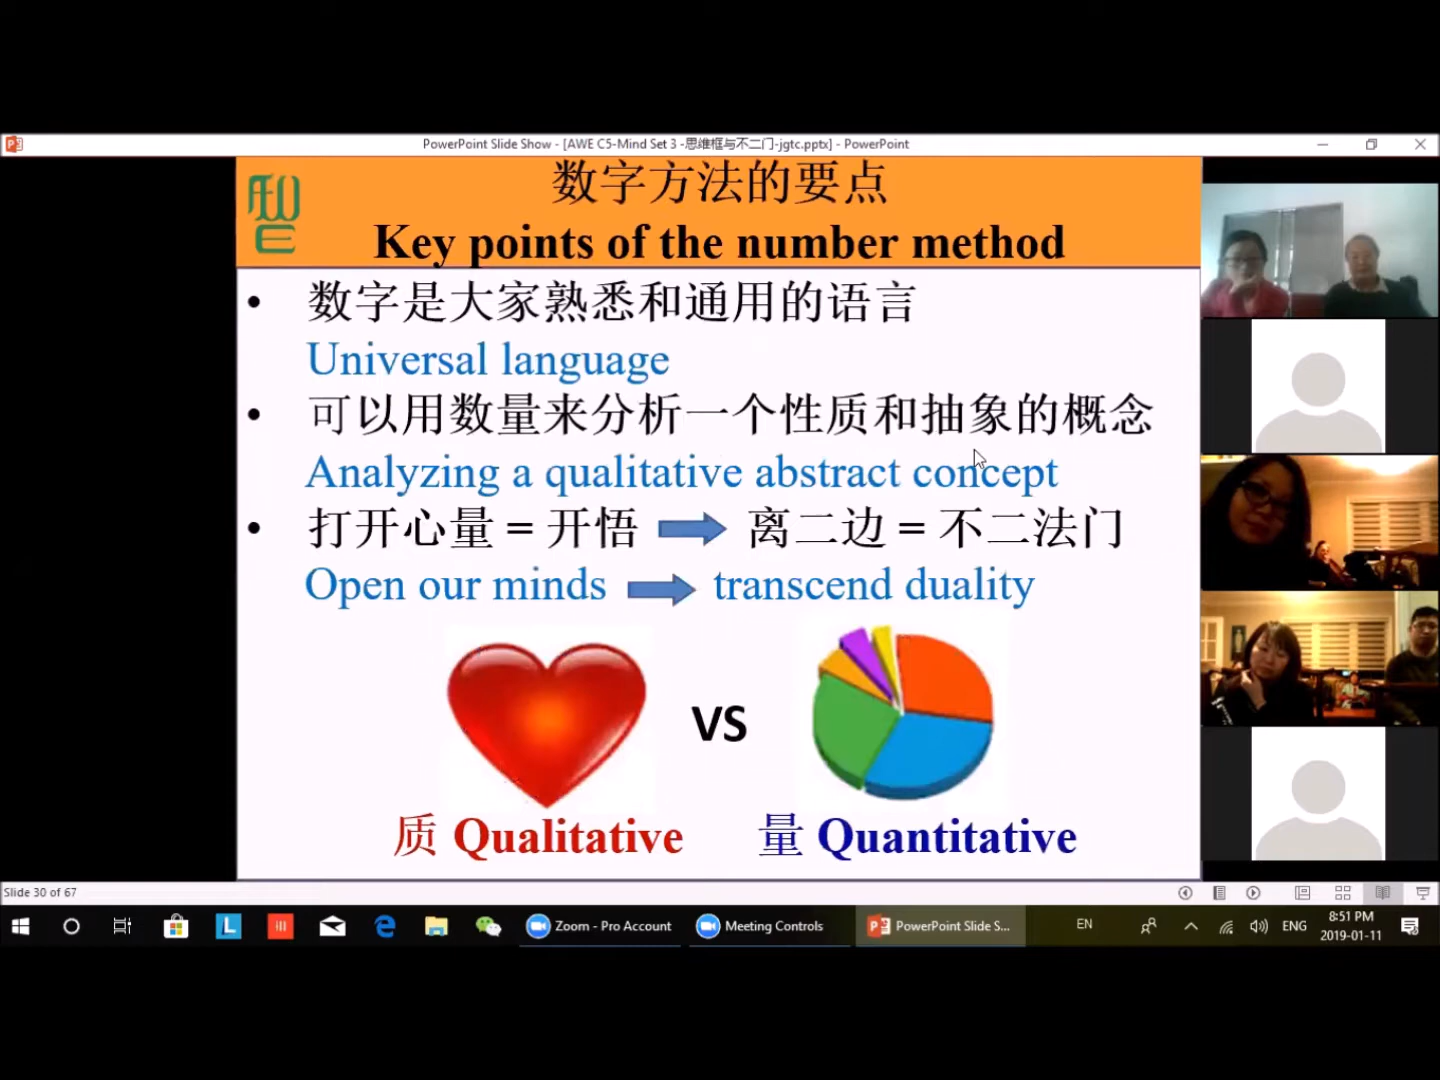 PowerPoint Slide Show - [AWE C5-Mind Set 3 -思维框与不二门-jgtc.pptx] - PowerPoint
AWE
数字方法的要点
Key points of the number method
• 数字是大家熟悉和通用的语言
Universal language
• 可以用数量来分析一个性质和抽象的概念
Analyzing a qualitative abstract concept
• 打开心量 = 开悟 离二边 = 不二法门
Open our minds transcend duality
VS
质 Qualitative 量 Quantitative
Slide 30 of 67
L
Zoom - Pro Account
Meeting Controls
PowerPoint Slide S...
EN
ENG
8:51 PM
2019-01-11